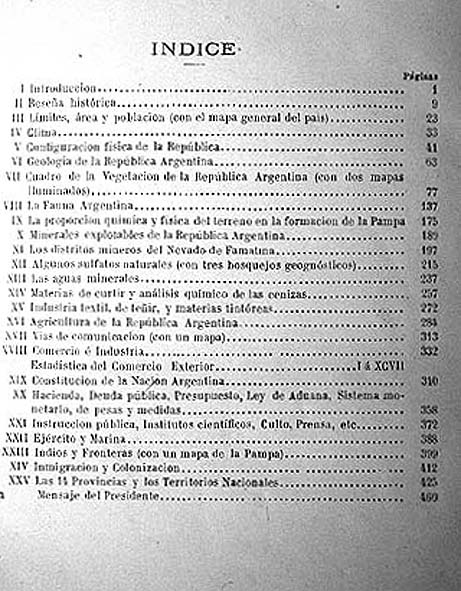 INDICE
Páginas
I Introduccion 1
II Reseña histórica 9
III Límites, área y poblacion (con el mapa general del pais) 23
IV Clima 33
V Configuracion física de la República 41
VI Geología de la República Argentina 63
VII Cuadro de la Vegetacion de la República Argentina (con dos mapas
iluminados) 77
VIII La Fauna Argentina 137
IX La proporcion química y física del terreno en la formacion de la Pampa 175
X Minerales explotables de la República Argentina 189
XI Los distritos mineros del Nevado de Famatina 197
XII Algunos sulfatos naturales (con tres bosquejos geognósticos) 215
XIII Las aguas minerales 237
XIV Materias de curtir y análisis químico de las cenizas 257
XV Industria textil, de teñir, y materias tintóreas 272
XVI Agricultura de la República Argentina 284
XVII Vías de comunicacion (con un mapa) 313
XVIII Comercio é Industria 332
Estadistica del Comercio Exterior I á XCVII
XIX Constitucion de la Nacion Argentina 310
XX Hacienda, Deuda pública, Presupuesto, Ley de Aduana, Sistema mo-
netario, de pesas y medidas 358
XXI Instruccion pública, Institutos científicos, Culto, Prensa, etc 372
XXII Ejército y Marina 388
XXIII Indios y Fronteras (con un mapa de la Pampa) 399
XIV Inmigracion y Colonizacion 412
XXV Las 14 Provincias y los Territorios Nacionales 425
Mensaje del Presidente 460